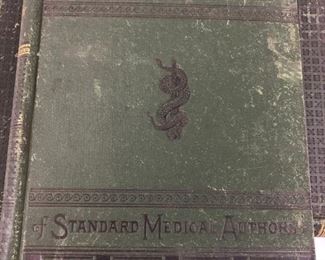 of Standard Medical Authors